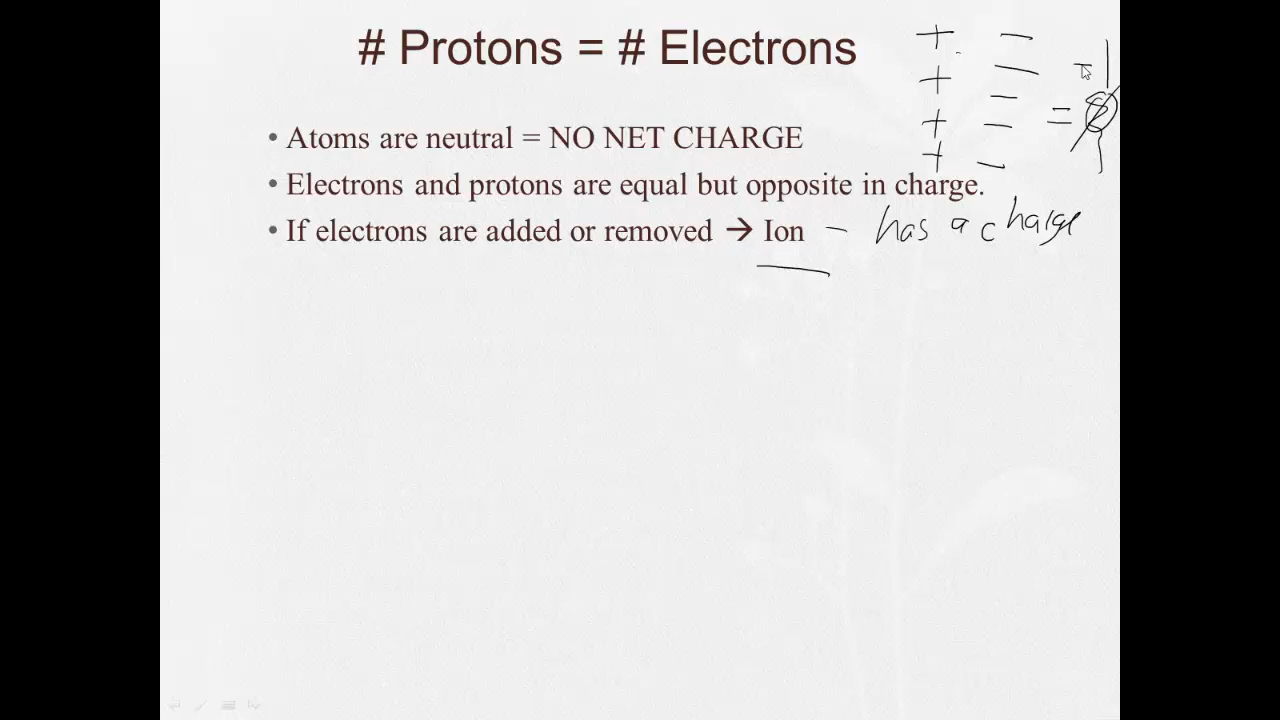 # Protons = # Electrons
+ −
+ − −1
+ −
+ − =
+ −
• Atoms are neutral = NO NET CHARGE
• Electrons and protons are equal but opposite in charge.
• If electrons are added or removed → Ion – has a charge